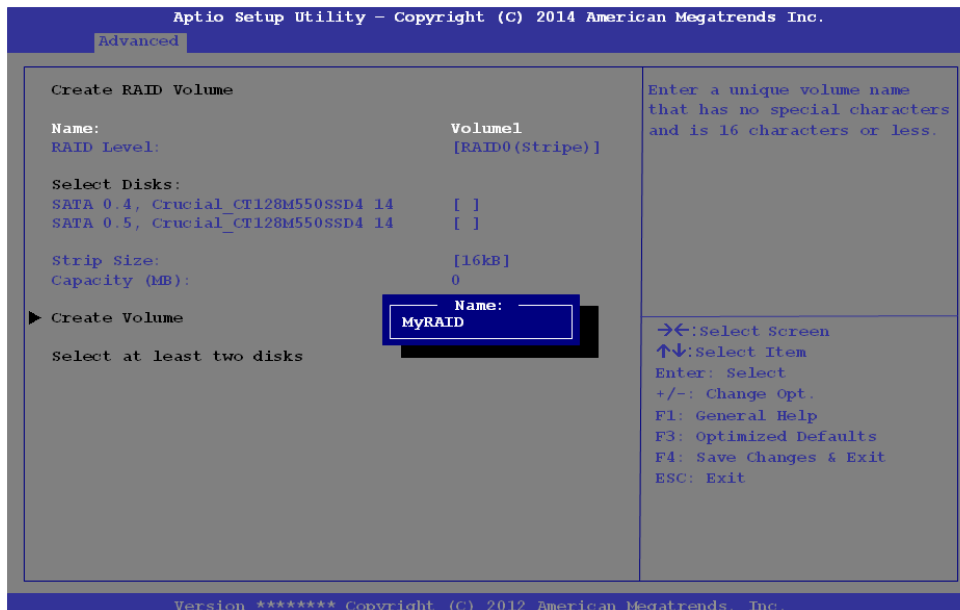 Aptio Setup Utility – Copyright (C) 2014 American Megatrends Inc.
Advanced
Create RAID Volume
Name: Volume1
RAID Level: [RAID0(Stripe)]
Select Disks:
SATA 0.4, Crucial_CT128M550SSD4 14 [ ]
SATA 0.5, Crucial_CT128M550SSD4 14 [ ]
Strip Size: [16kB]
Capacity (MB): 0
▶ Create Volume
Select at least two disks
Name:
MyRAID
Enter a unique volume name
that has no special characters
and is 16 characters or less.
→←:Select Screen
↑↓:Select Item
Enter: Select
+/-: Change Opt.
F1: General Help
F3: Optimized Defaults
F4: Save Changes & Exit
ESC: Exit
Version ******** Copyright (C) 2012 American Megatrends, Inc.